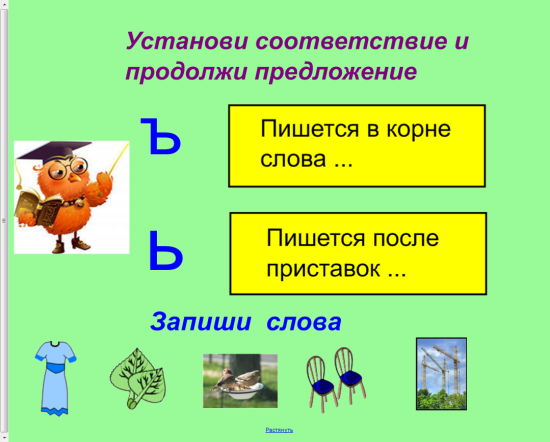 Установи соответствие и
продолжи предложение
Ъ
Пишется в корне
слова ...
Ь
Пишется после
приставок ...
Запиши слова
Растянуть